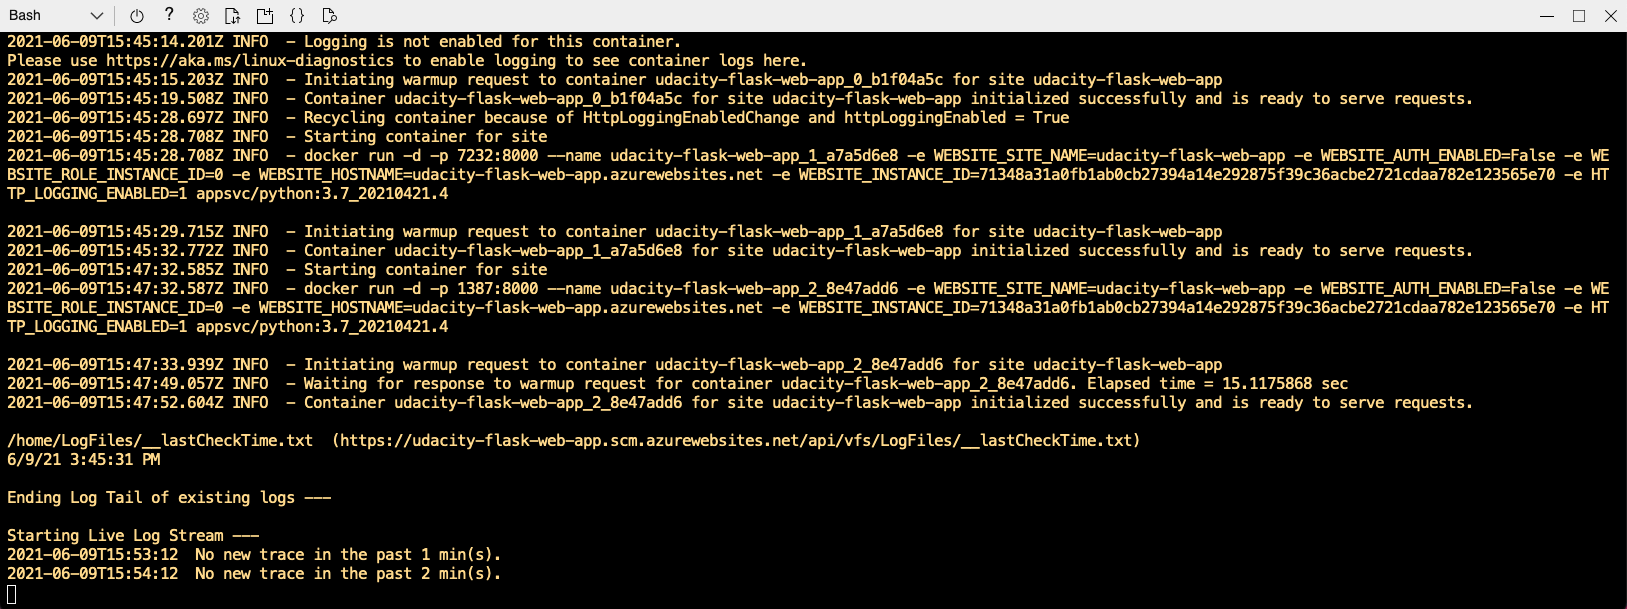 Bash
2021-06-09T15:45:14.201Z INFO  - Logging is not enabled for this container.
Please use https://aka.ms/linux-diagnostics to enable logging to see container logs here.
2021-06-09T15:45:15.203Z INFO  - Initiating warmup request to container udacity-flask-web-app_0_b1f04a5c for site udacity-flask-web-app
2021-06-09T15:45:19.508Z INFO  - Container udacity-flask-web-app_0_b1f04a5c for site udacity-flask-web-app initialized successfully and is ready to serve requests.
2021-06-09T15:45:28.697Z INFO  - Recycling container because of HttpLoggingEnabledChange and httpLoggingEnabled = True
2021-06-09T15:45:28.708Z INFO  - Starting container for site
2021-06-09T15:45:28.708Z INFO  - docker run -d -p 7232:8000 --name udacity-flask-web-app_1_a7a5d6e8 -e WEBSITE_SITE_NAME=udacity-flask-web-app -e WEBSITE_AUTH_ENABLED=False -e WE
BSITE_ROLE_INSTANCE_ID=0 -e WEBSITE_HOSTNAME=udacity-flask-web-app.azurewebsites.net -e WEBSITE_INSTANCE_ID=71348a31a0fb1ab0cb27394a14e292875f39c36acbe2721cdaa782e123565e70 -e HT
TP_LOGGING_ENABLED=1 appsvc/python:3.7_20210421.4
2021-06-09T15:45:29.715Z INFO  - Initiating warmup request to container udacity-flask-web-app_1_a7a5d6e8 for site udacity-flask-web-app
2021-06-09T15:45:32.772Z INFO  - Container udacity-flask-web-app_1_a7a5d6e8 for site udacity-flask-web-app initialized successfully and is ready to serve requests.
2021-06-09T15:47:32.585Z INFO  - Starting container for site
2021-06-09T15:47:32.587Z INFO  - docker run -d -p 1387:8000 --name udacity-flask-web-app_2_8e47add6 -e WEBSITE_SITE_NAME=udacity-flask-web-app -e WEBSITE_AUTH_ENABLED=False -e WE
BSITE_ROLE_INSTANCE_ID=0 -e WEBSITE_HOSTNAME=udacity-flask-web-app.azurewebsites.net -e WEBSITE_INSTANCE_ID=71348a31a0fb1ab0cb27394a14e292875f39c36acbe2721cdaa782e123565e70 -e HT
TP_LOGGING_ENABLED=1 appsvc/python:3.7_20210421.4
2021-06-09T15:47:33.939Z INFO  - Initiating warmup request to container udacity-flask-web-app_2_8e47add6 for site udacity-flask-web-app
2021-06-09T15:47:49.057Z INFO  - Waiting for response to warmup request for container udacity-flask-web-app_2_8e47add6. Elapsed time = 15.1175868 sec
2021-06-09T15:47:52.604Z INFO  - Container udacity-flask-web-app_2_8e47add6 for site udacity-flask-web-app initialized successfully and is ready to serve requests.
/home/LogFiles/__lastCheckTime.txt  (https://udacity-flask-web-app.scm.azurewebsites.net/api/vfs/LogFiles/__lastCheckTime.txt)
6/9/21 3:45:31 PM
Ending Log Tail of existing logs ---
Starting Live Log Stream ---
2021-06-09T15:53:12  No new trace in the past 1 min(s).
2021-06-09T15:54:12  No new trace in the past 2 min(s).